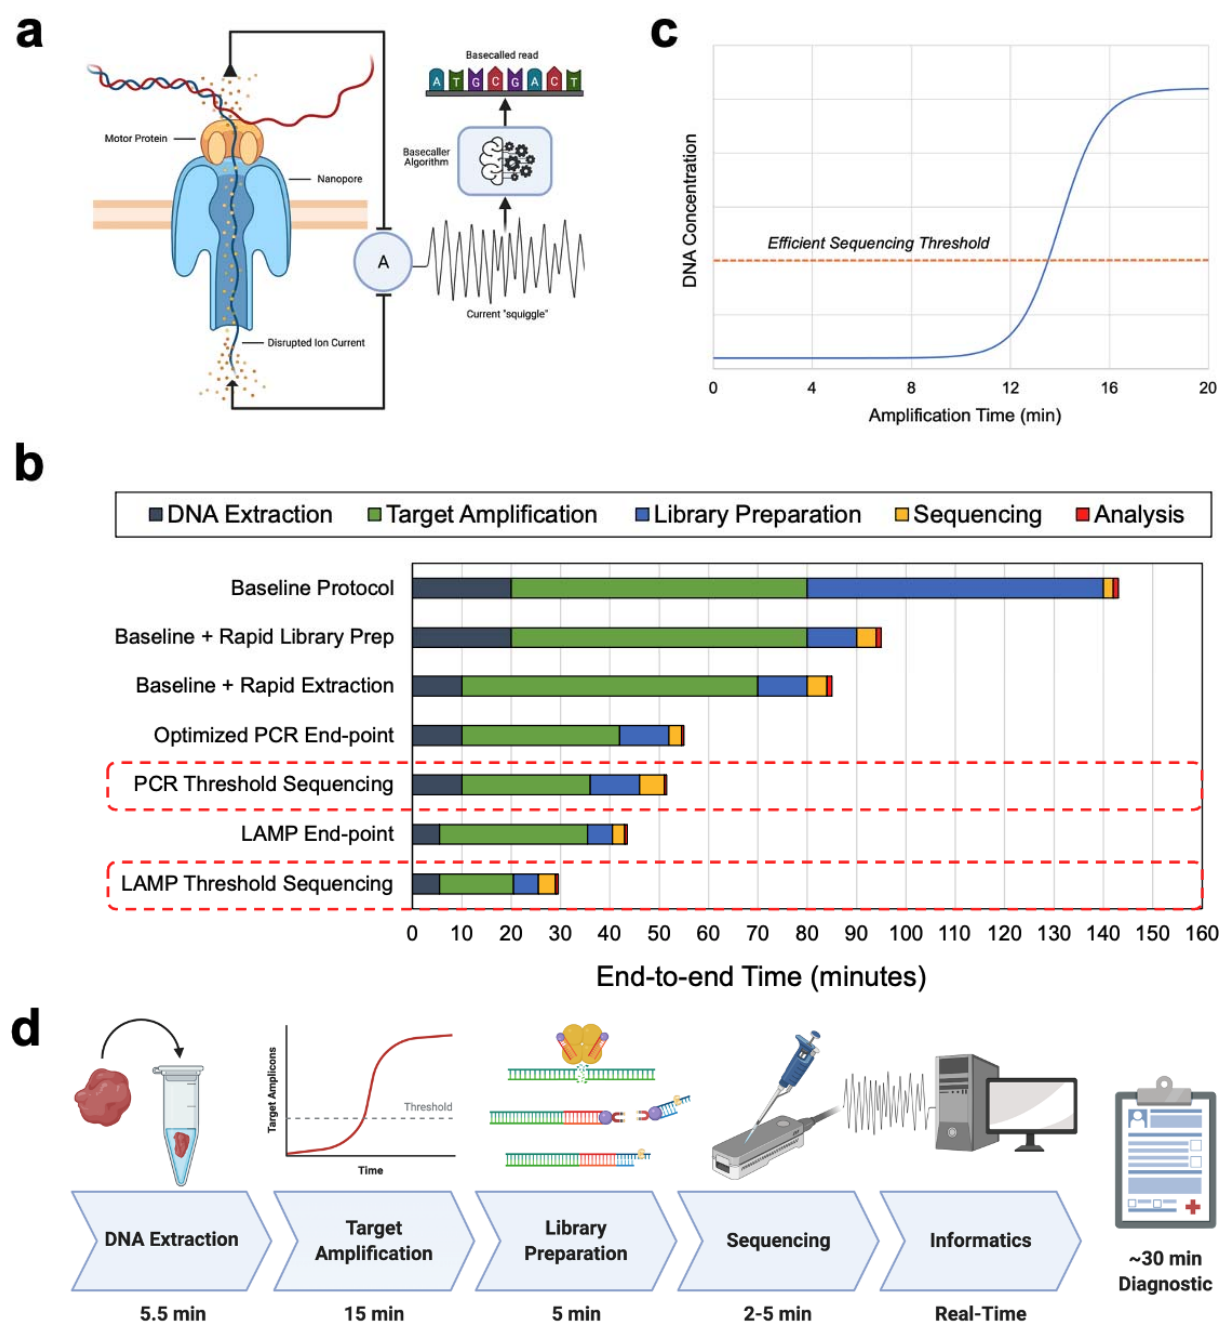 a
Motor Protein
Nanopore
Disrupted Ion Current
A
Basecalled read
A T G C G A C T
Basecaller
Algorithm
Current "squiggle"
c
DNA Concentration
Efficient Sequencing Threshold
0 4 8 12 16 20
Amplification Time (min)
b
DNA Extraction Target Amplification Library Preparation Sequencing Analysis
Baseline Protocol
Baseline + Rapid Library Prep
Baseline + Rapid Extraction
Optimized PCR End-point
PCR Threshold Sequencing
LAMP End-point
LAMP Threshold Sequencing
0 10 20 30 40 50 60 70 80 90 100 110 120 130 140 150 160
End-to-end Time (minutes)
d
Target Amplicons
Threshold
Time
DNA Extraction
Target
Amplification
Library
Preparation
Sequencing
Informatics
5.5 min
15 min
5 min
2-5 min
Real-Time
~30 min
Diagnostic